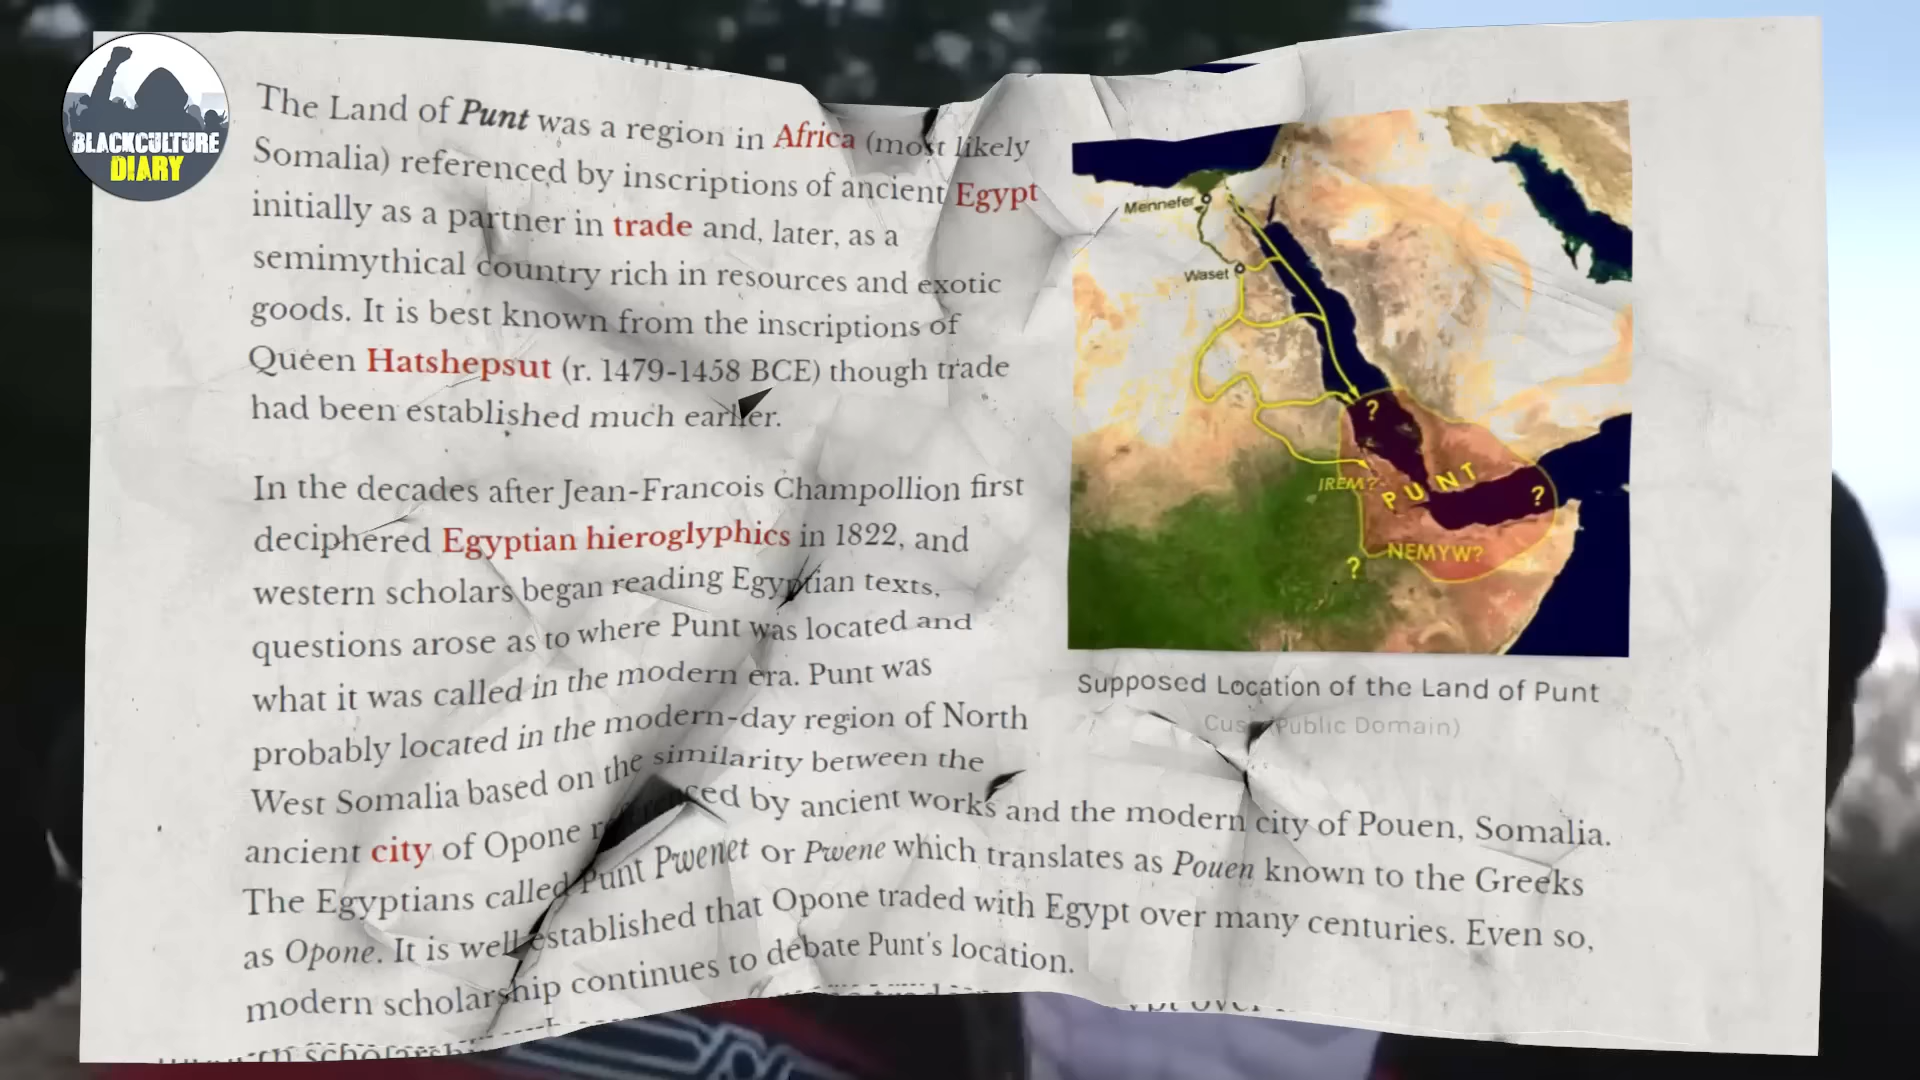 BLACKCULTURE
DIARY
The Land of Punt was a region in Africa (most likely
Somalia) referenced by inscriptions of ancient Egypt
initially as a partner in trade and, later, as a
semimythical country rich in resources and exotic
goods. It is best known from the inscriptions of
Queen Hatshepsut (r. 1479-1458 BCE) though trade
had been established much earlier.
In the decades after Jean-Francois Champollion first
deciphered Egyptian hieroglyphics in 1822, and
western scholars began reading Egyptian texts,
questions arose as to where Punt was located and
what it was called in the modern era. Punt was
probably located in the modern-day region of North
West Somalia based on the similarity between the
ancient city of Opone referenced by ancient works and the modern city of Pouen, Somalia.
The Egyptians called Punt Pwenet or Pwene which translates as Pouen known to the Greeks
as Opone. It is well established that Opone traded with Egypt over many centuries. Even so,
modern scholarship continues to debate Punt's location.
Mennefer
Waset
?
IREM?
PUNT
?
NEMYW?
?
Supposed Location of the Land of Punt
(Public Domain)